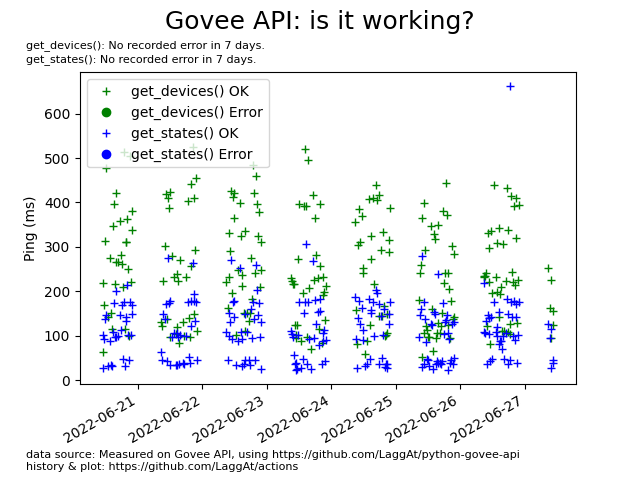 Govee API: is it working?
get_devices(): No recorded error in 7 days.
get_states(): No recorded error in 7 days.
get_devices() OK
get_devices() Error
get_states() OK
get_states() Error
Ping (ms)
600
500
400
300
200
100
0
2022-06-21
2022-06-22
2022-06-23
2022-06-24
2022-06-25
2022-06-26
2022-06-27
data source: Measured on Govee API, using https://github.com/LaggAt/python-govee-api
history & plot: https://github.com/LaggAt/actions